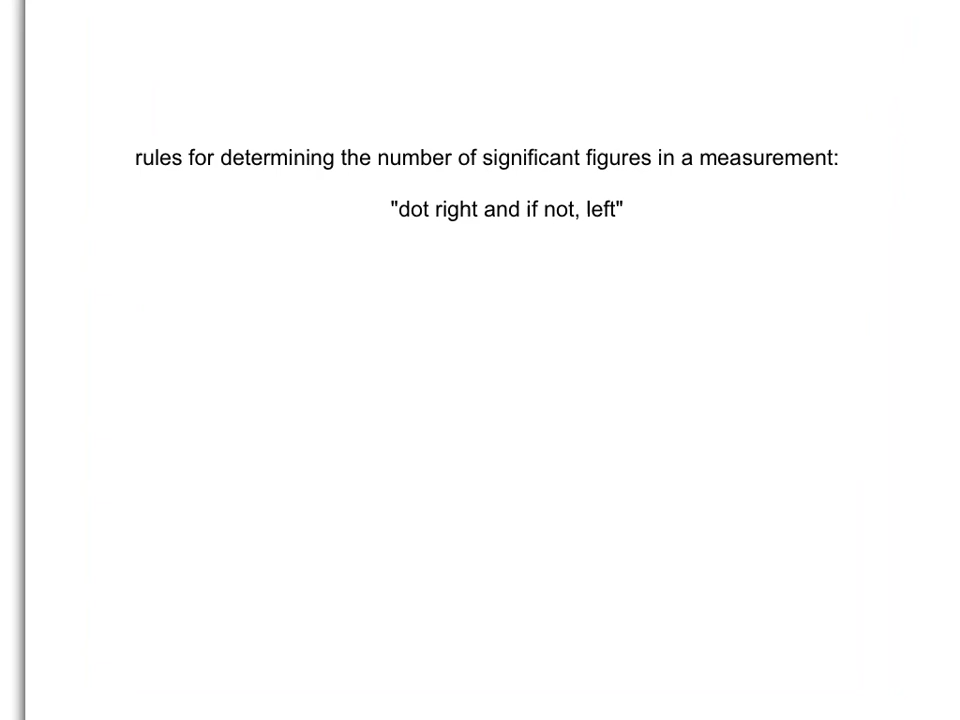 rules for determining the number of significant figures in a measurement:
"dot right and if not, left"